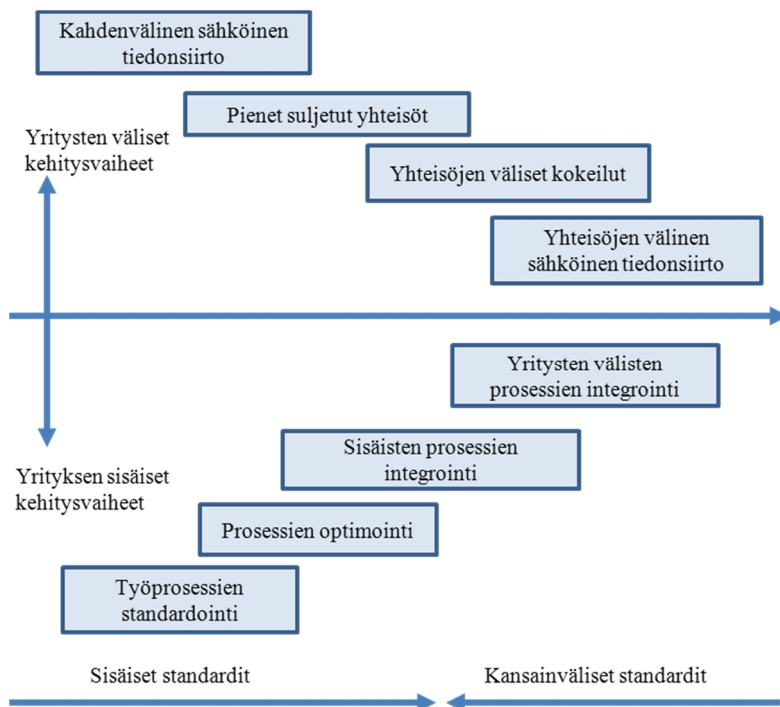 Kahdenvälinen sähköinen
tiedonsiirto
Pienet suljetut yhteisöt
Yritysten väliset
kehitysvaiheet
Yhteisöjen väliset kokeilut
Yhteisöjen välinen
sähköinen tiedonsiirto
Yritysten välisten
prosessien integrointi
Sisäisten prosessien
integrointi
Yrityksen sisäiset
kehitysvaiheet
Prosessien optimointi
Työprosessien
standardointi
Sisäiset standardit
Kansainväliset standardit